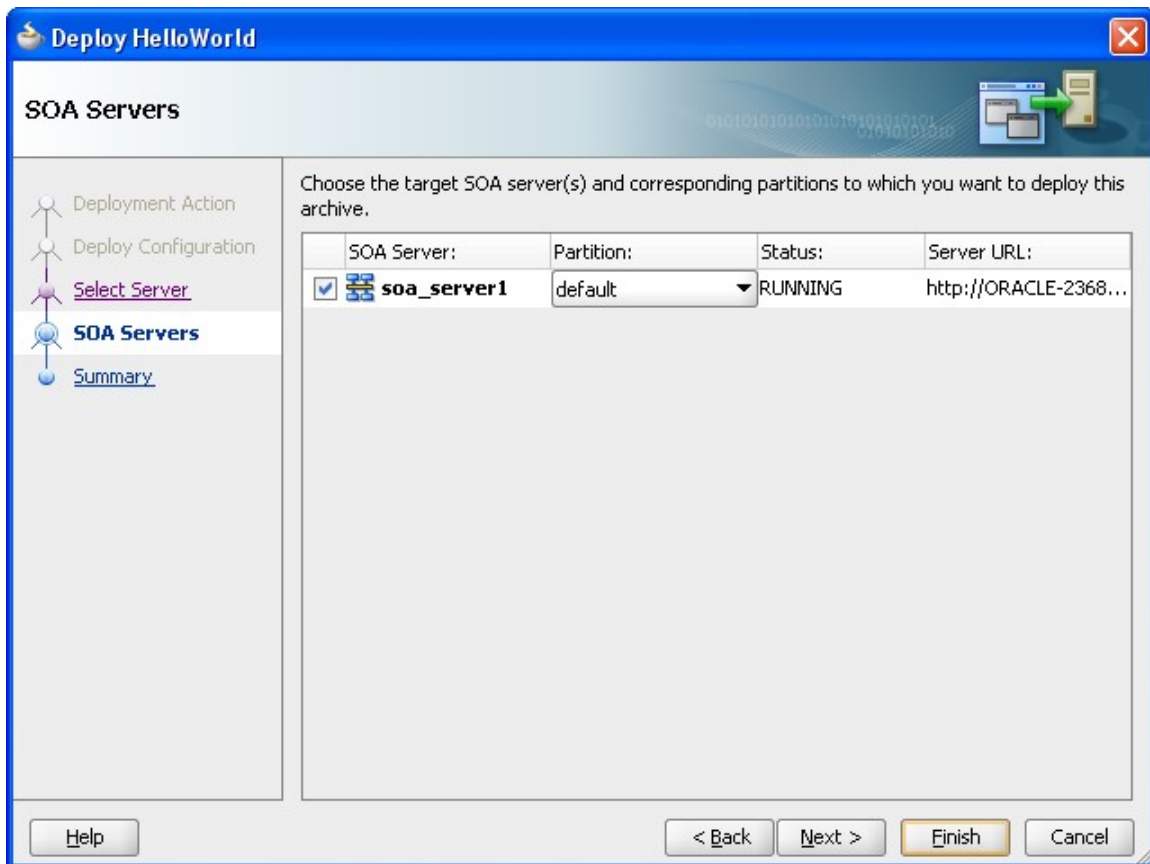 Deploy HelloWorld
SOA Servers
Deployment Action
Deploy Configuration
Select Server
SOA Servers
Summary
Choose the target SOA server(s) and corresponding partitions to which you want to deploy this
archive.
SOA Server: Partition: Status: Server URL:
soa_server1 default RUNNING http://ORACLE-2368...
Help < Back Next > Finish Cancel